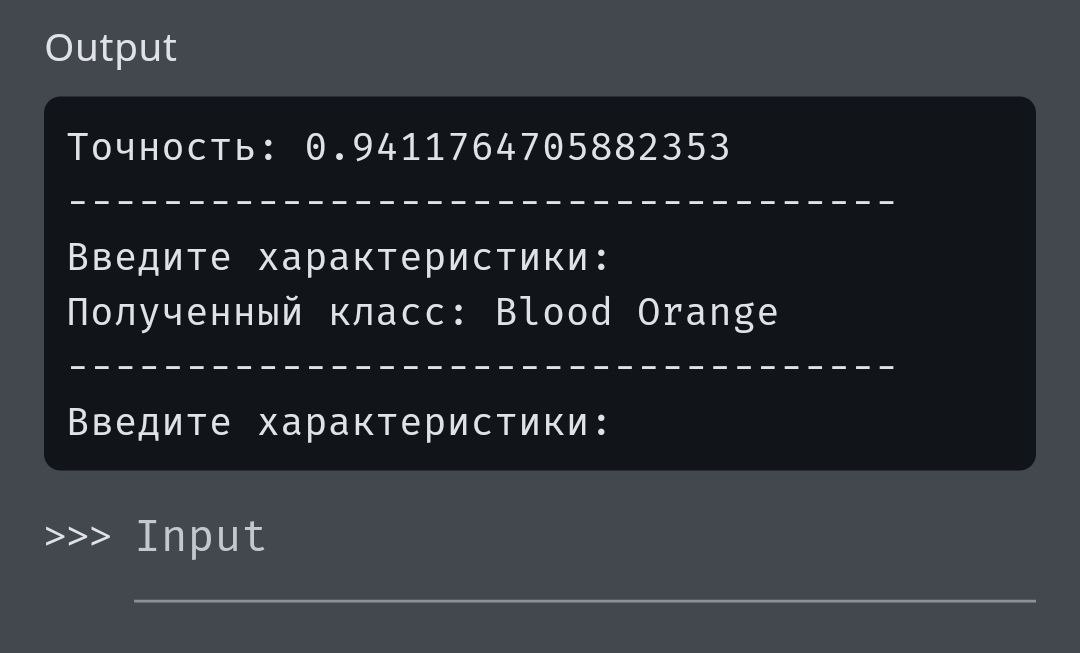 Output
Точность: 0.9411764705882353
-----------------------------------
Введите характеристики:
Полученный класс: Blood Orange
-----------------------------------
Введите характеристики:
>>> Input